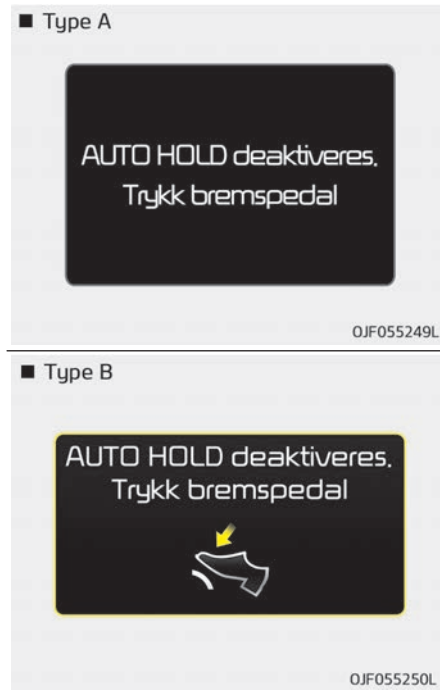 ■ Type A
AUTO HOLD deaktiveres.
Trykk bremspedal
OJF055249L
■ Type B
AUTO HOLD deaktiveres.
Trykk bremspedal
OJF055250L